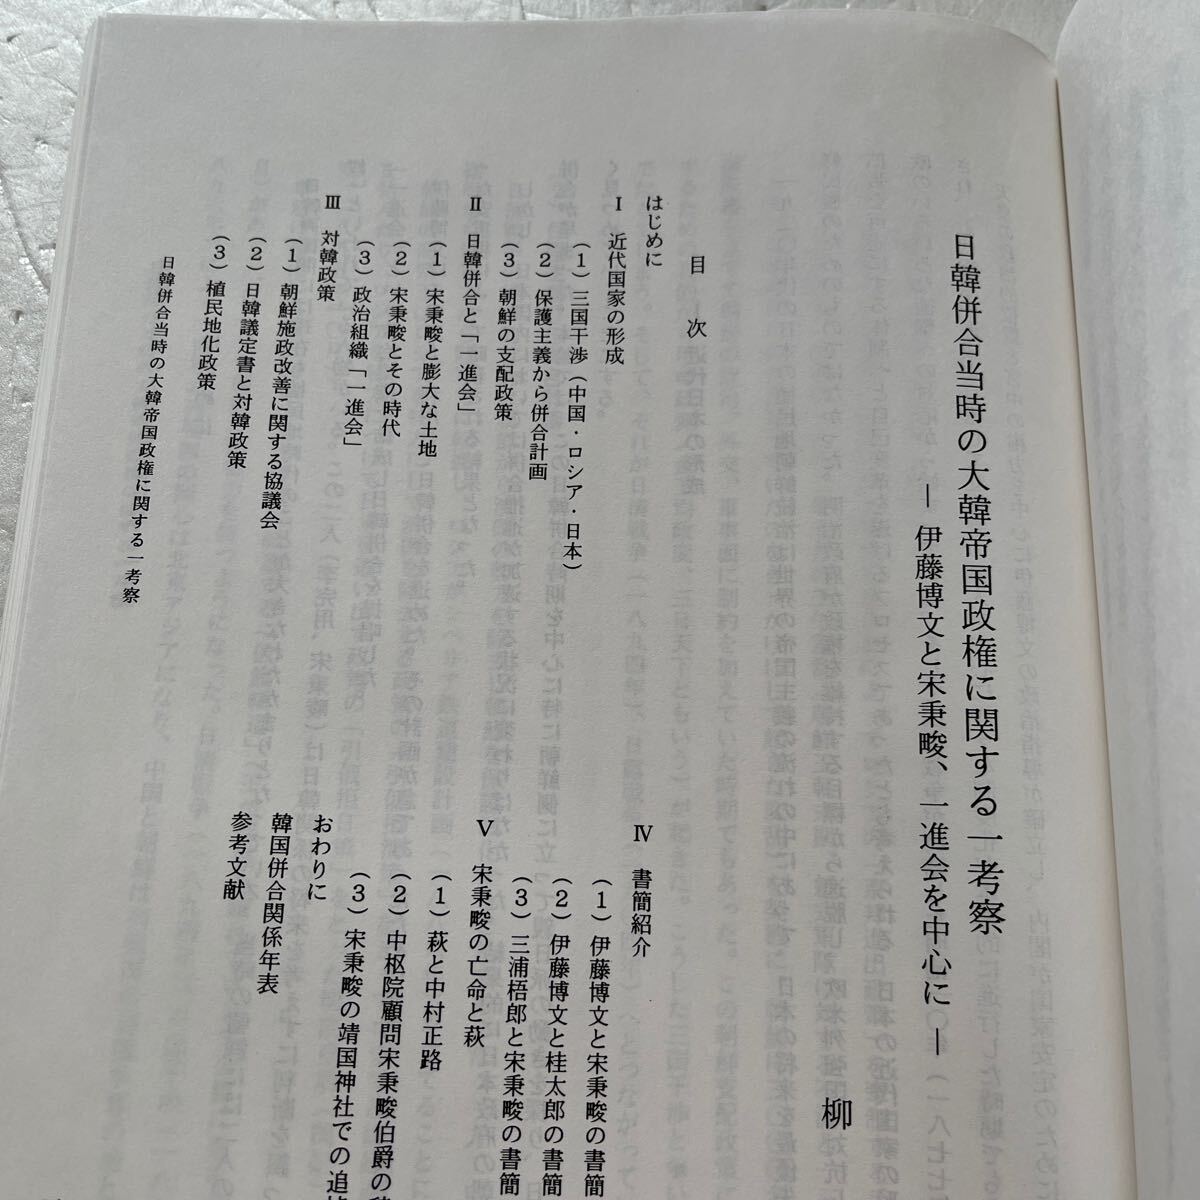 日韓併合当時の大韓帝国政権に関する一考察
― 伊藤博文と宋秉畯、一進会を中心に ―
柳
目次
はじめに
Ⅰ 近代国家の形成
（1）三国干渉（中国・ロシア・日本）
（2）保護主義から併合計画
（3）朝鮮の支配政策
Ⅱ 日韓併合と「一進会」
（1）宋秉畯と膨大な土地
（2）宋秉畯とその時代
（3）政治組織「一進会」
Ⅲ 対韓政策
（1）朝鮮施政改善に関する協議会
（2）日韓議定書と対韓政策
（3）植民地化政策
Ⅳ 書簡紹介
（1）伊藤博文と宋秉畯の書簡
（2）伊藤博文と桂太郎の書簡
（3）三浦梧郎と宋秉畯の書簡
Ⅴ 宋秉畯の亡命と萩
（1）萩と中村正路
（2）中枢院顧問宋秉畯伯爵の
（3）宋秉畯の靖国神社での追
おわりに
韓国併合関係年表
参考文献
日韓併合当時の大韓帝国政権に関する一考察